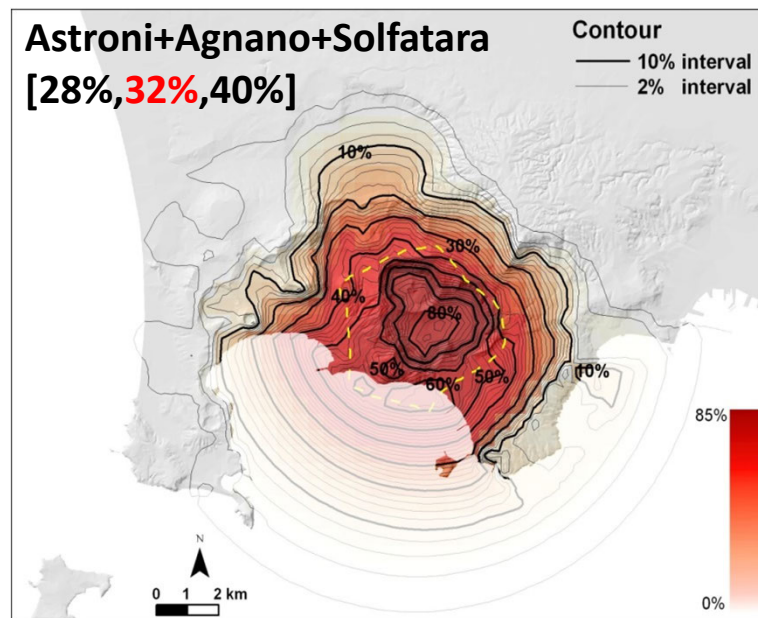 Astroni+Agnano+Solfatara
[28%,32%,40%]
Contour
10% interval
2% interval
10%
30%
40%
80%
50%
60%
50%
10%
85%
0%
N
0 1 2 km